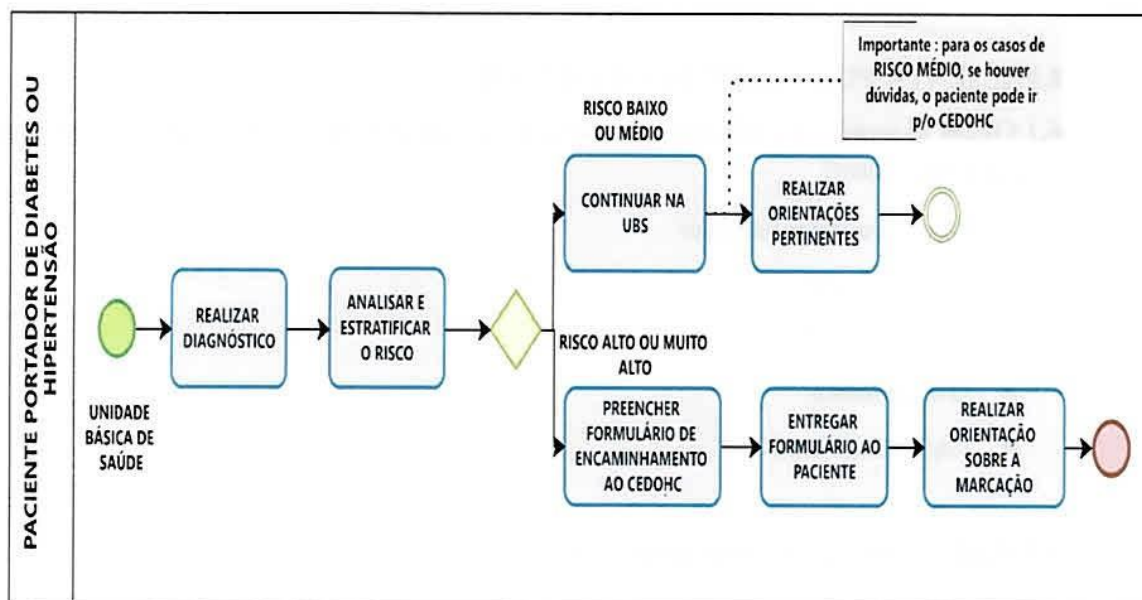 PACIENTE PORTADOR DE DIABETES OU
HIPERTENSÃO
UNIDADE
BÁSICA DE
SAÚDE
REALIZAR
DIAGNÓSTICO
ANALISAR E
ESTRATIFICAR
O RISCO
RISCO BAIXO
OU MÉDIO
CONTINUAR NA
UBS
Importante : para os casos de
RISCO MÉDIO, se houver
dúvidas, o paciente pode ir
p/o CEDOHC
REALIZAR
ORIENTAÇÕES
PERTINENTES
RISCO ALTO OU MUITO
ALTO
PREENCHER
FORMULÁRIO DE
ENCAMINHAMENTO
AO CEDOHC
ENTREGAR
FORMULÁRIO AO
PACIENTE
REALIZAR
ORIENTAÇÃO
SOBRE A
MARCAÇÃO